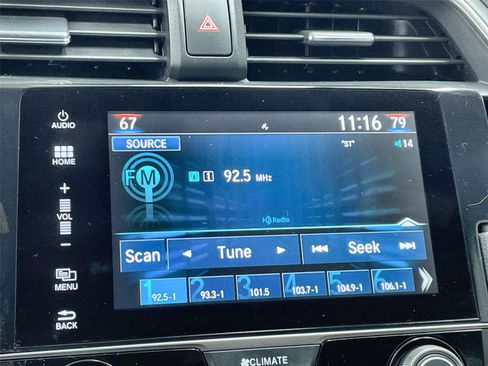 AUDIO
HOME
+
VOL
−
MENU
BACK
67
11:16 79
SOURCE
"ST"
14
FM
1 92.5 MHz
HD Radio
Scan ◄ Tune ► |◄◄ Seek ►►|
1 92.5-1
2 93.3-1
3 101.5
4 103.7-1
5 104.9-1
6 106.1-1
CLIMATE